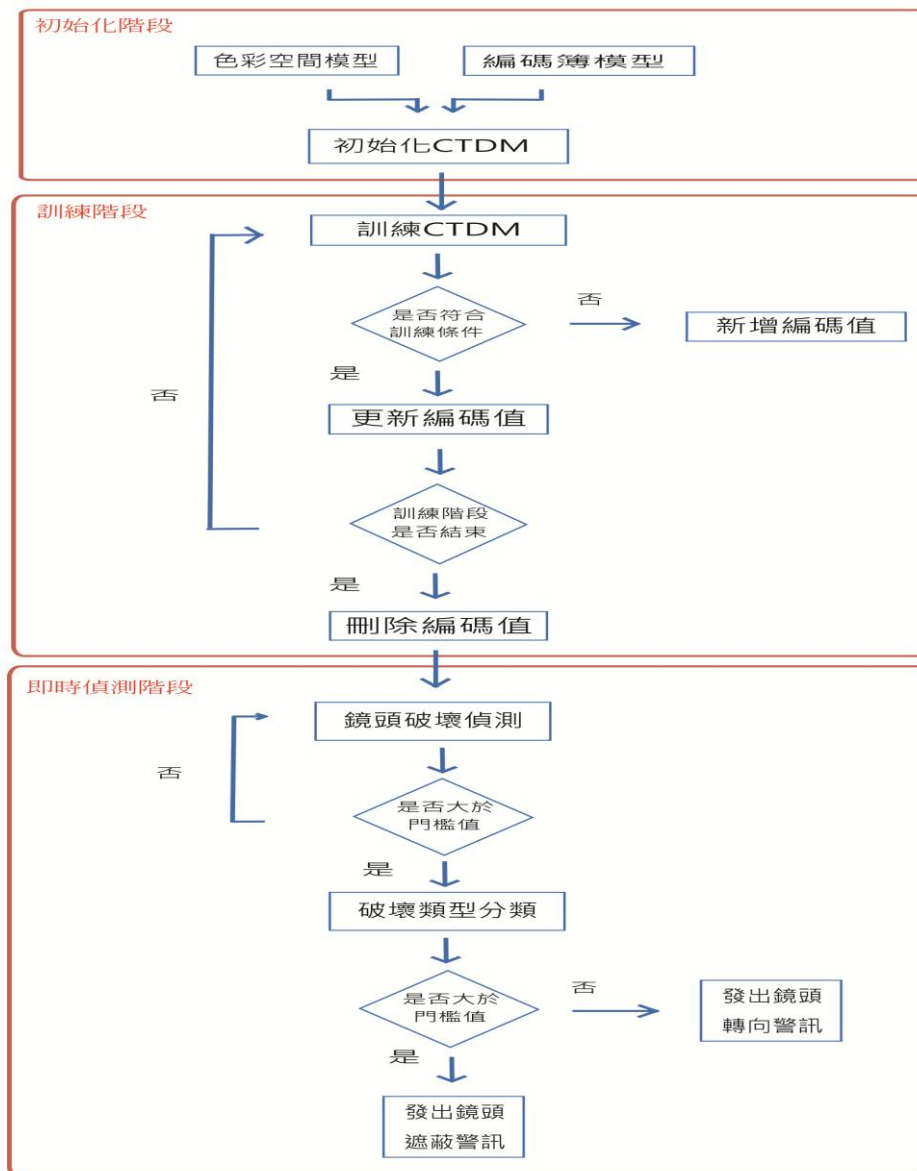 初始化階段
色彩空間模型
編碼簿模型
初始化CTDM
訓練階段
訓練CTDM
是否符合
訓練條件
否
新增編碼值
是
否
更新編碼值
訓練階段
是否結束
是
刪除編碼值
即時偵測階段
鏡頭破壞偵測
否
是否大於
門檻值
是
破壞類型分類
是否大於
門檻值
否
發出鏡頭
轉向警訊
是
發出鏡頭
遮蔽警訊